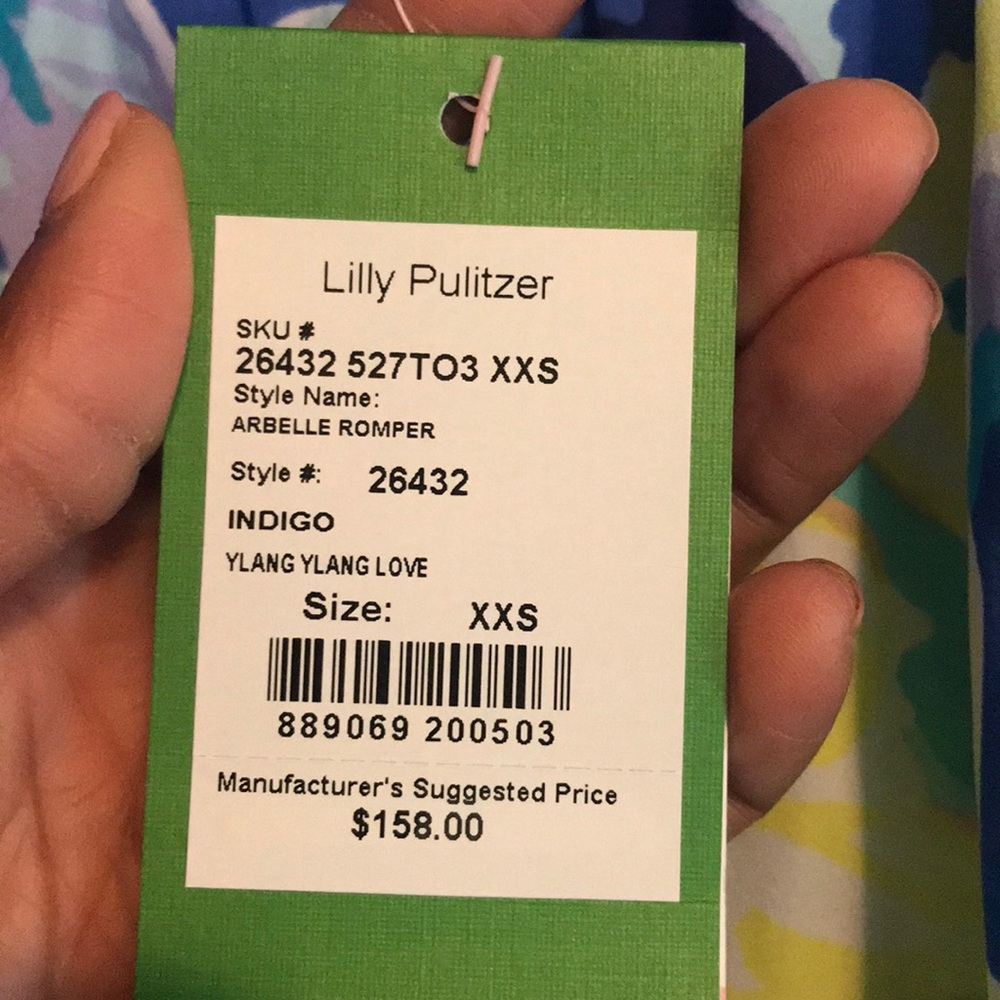 Lilly Pulitzer
SKU #
26432 527TO3 XXS
Style Name:
ARBELLE ROMPER
Style #: 26432
INDIGO
YLANG YLANG LOVE
Size: XXS
889069 200503
Manufacturer's Suggested Price
$158.00